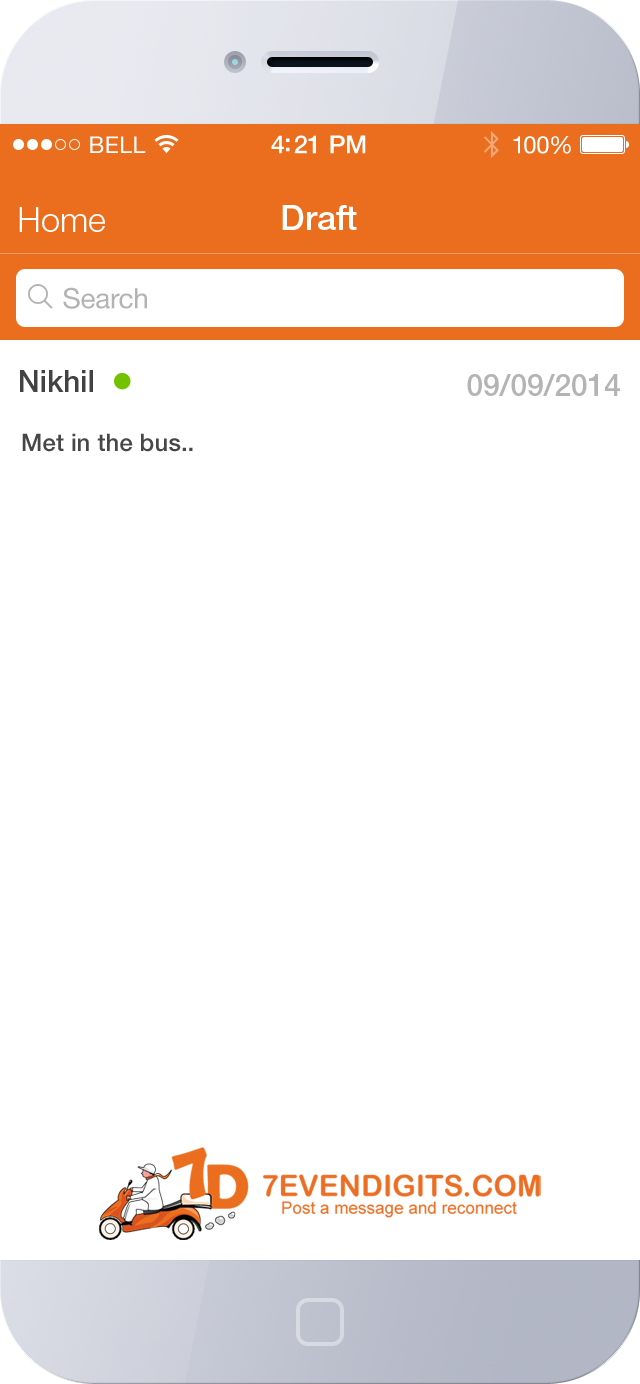 BELL 4:21 PM 100%
Home Draft
Search
Nikhil 09/09/2014
Met in the bus..
7D 7EVENDIGITS.COM
Post a message and reconnect